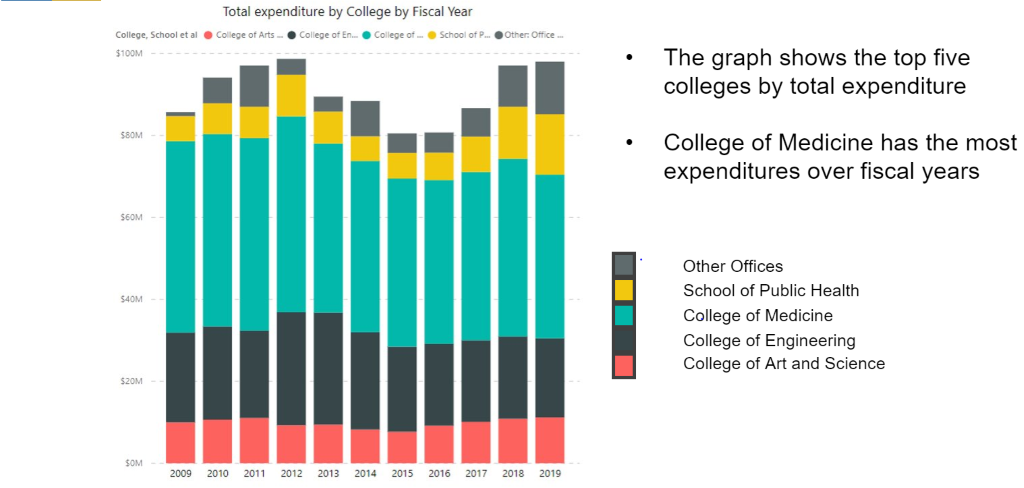 Total expenditure by College by Fiscal Year
College, School et al College of Arts ... College of En... College of ... School of P... Other: Office ...
$100M
$80M
$60M
$40M
$20M
$0M
2009 2010 2011 2012 2013 2014 2015 2016 2017 2018 2019
• The graph shows the top five
colleges by total expenditure
• College of Medicine has the most
expenditures over fiscal years
Other Offices
School of Public Health
College of Medicine
College of Engineering
College of Art and Science